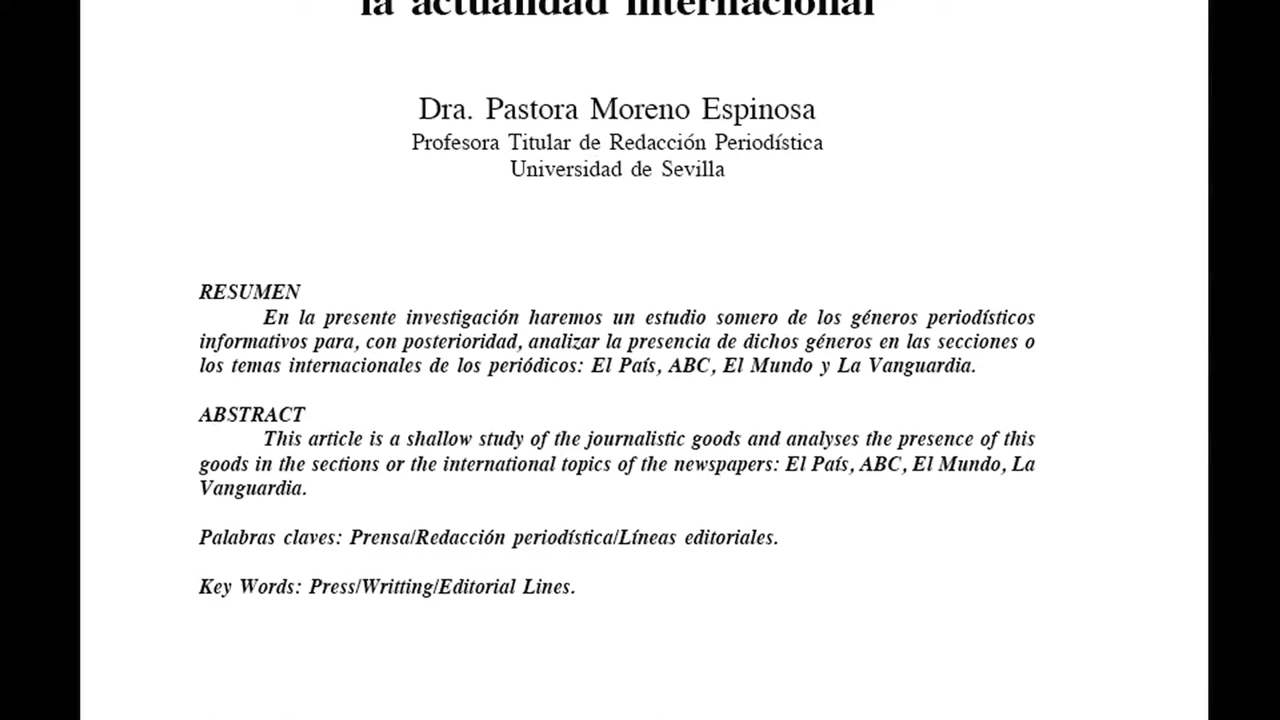 la actualidad internacional
Dra. Pastora Moreno Espinosa
Profesora Titular de Redacción Periodística
Universidad de Sevilla
RESUMEN
En la presente investigación haremos un estudio somero de los géneros periodísticos
informativos para, con posterioridad, analizar la presencia de dichos géneros en las secciones o
los temas internacionales de los periódicos: El País, ABC, El Mundo y La Vanguardia.
ABSTRACT
This article is a shallow study of the journalistic goods and analyses the presence of this
goods in the sections or the international topics of the newspapers: El País, ABC, El Mundo, La
Vanguardia.
Palabras claves: Prensa/Redacción periodística/Líneas editoriales.
Key Words: Press/Writting/Editorial Lines.